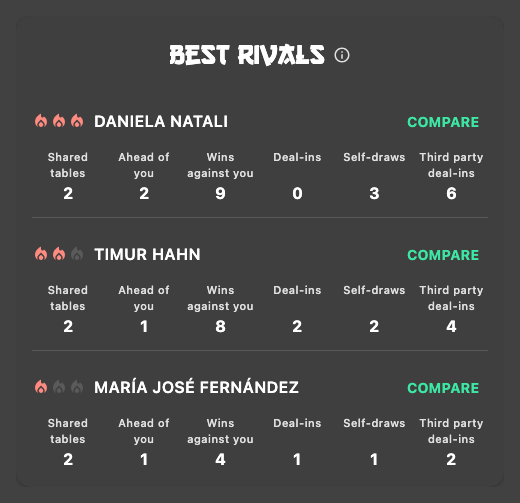 BEST RIVALS
DANIELA NATALI COMPARE
Shared tables Ahead of you Wins against you Deal-ins Self-draws Third party deal-ins
2 2 9 0 3 6
TIMUR HAHN COMPARE
Shared tables Ahead of you Wins against you Deal-ins Self-draws Third party deal-ins
2 1 8 2 2 4
MARÍA JOSÉ FERNÁNDEZ COMPARE
Shared tables Ahead of you Wins against you Deal-ins Self-draws Third party deal-ins
2 1 4 1 1 2